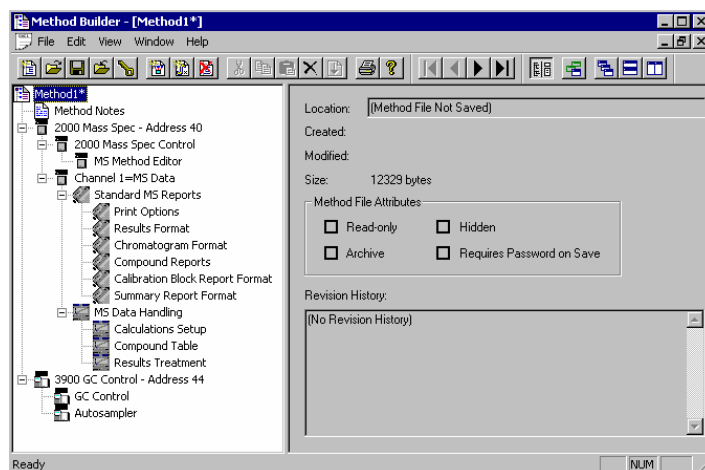 Method Builder - [Method1*]
File Edit View Window Help
Method1*
Method Notes
2000 Mass Spec - Address 40
2000 Mass Spec Control
MS Method Editor
Channel 1=MS Data
Standard MS Reports
Print Options
Results Format
Chromatogram Format
Compound Reports
Calibration Block Report Format
Summary Report Format
MS Data Handling
Calculations Setup
Compound Table
Results Treatment
3900 GC Control - Address 44
GC Control
Autosampler
Location: (Method File Not Saved)
Created:
Modified:
Size: 12329 bytes
Method File Attributes
Read-only Hidden
Archive Requires Password on Save
Revision History:
(No Revision History)
Ready NUM